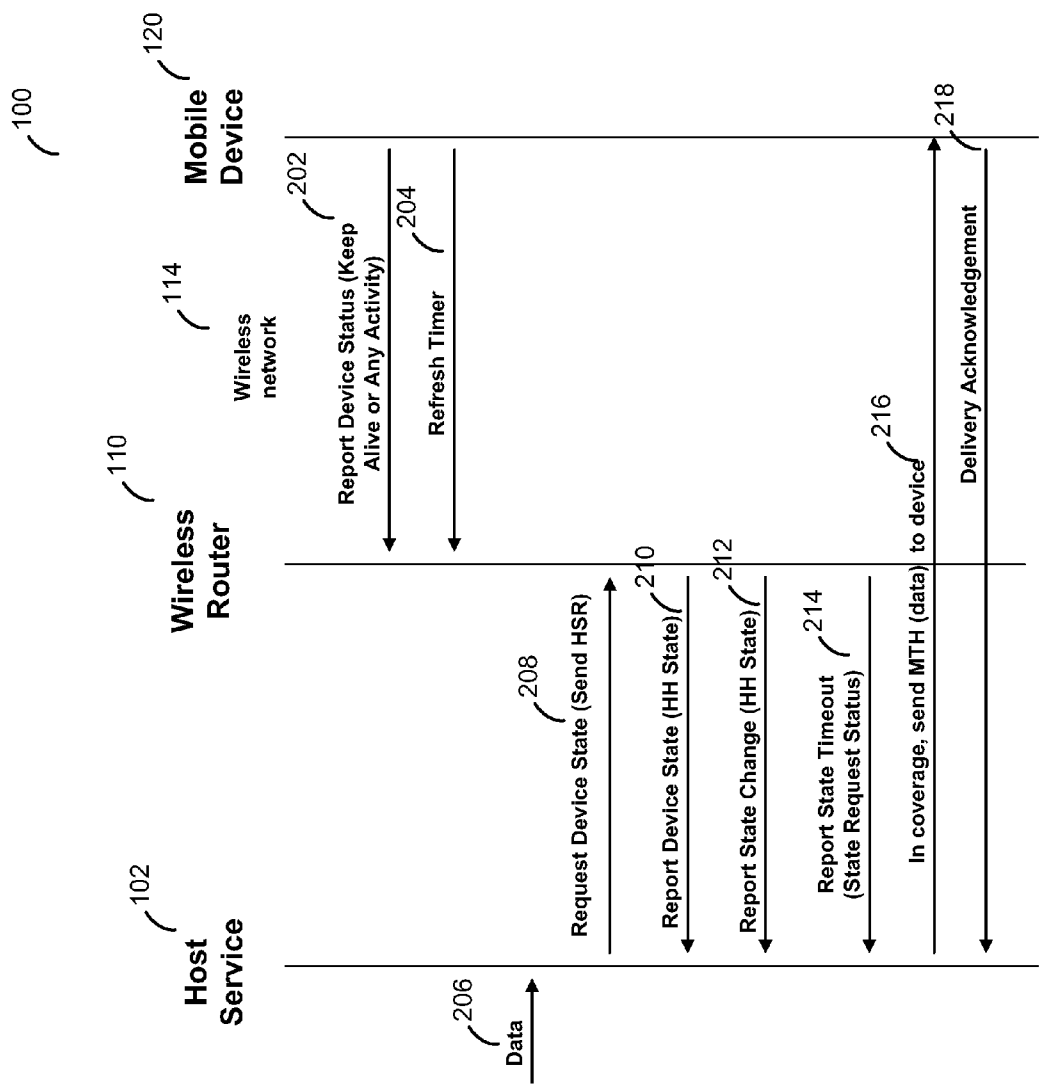 100
102
Host
Service
110
Wireless
Router
114
Wireless
network
120
Mobile
Device
202
Report Device Status (Keep
Alive or Any Activity)
204
Refresh Timer
206
Data
208
Request Device State (Send HSR)
210
Report Device State (HH State)
212
Report State Change (HH State)
214
Report State Timeout
(State Request Status)
216
In coverage, send MTH (data) to device
218
Delivery Acknowledgement